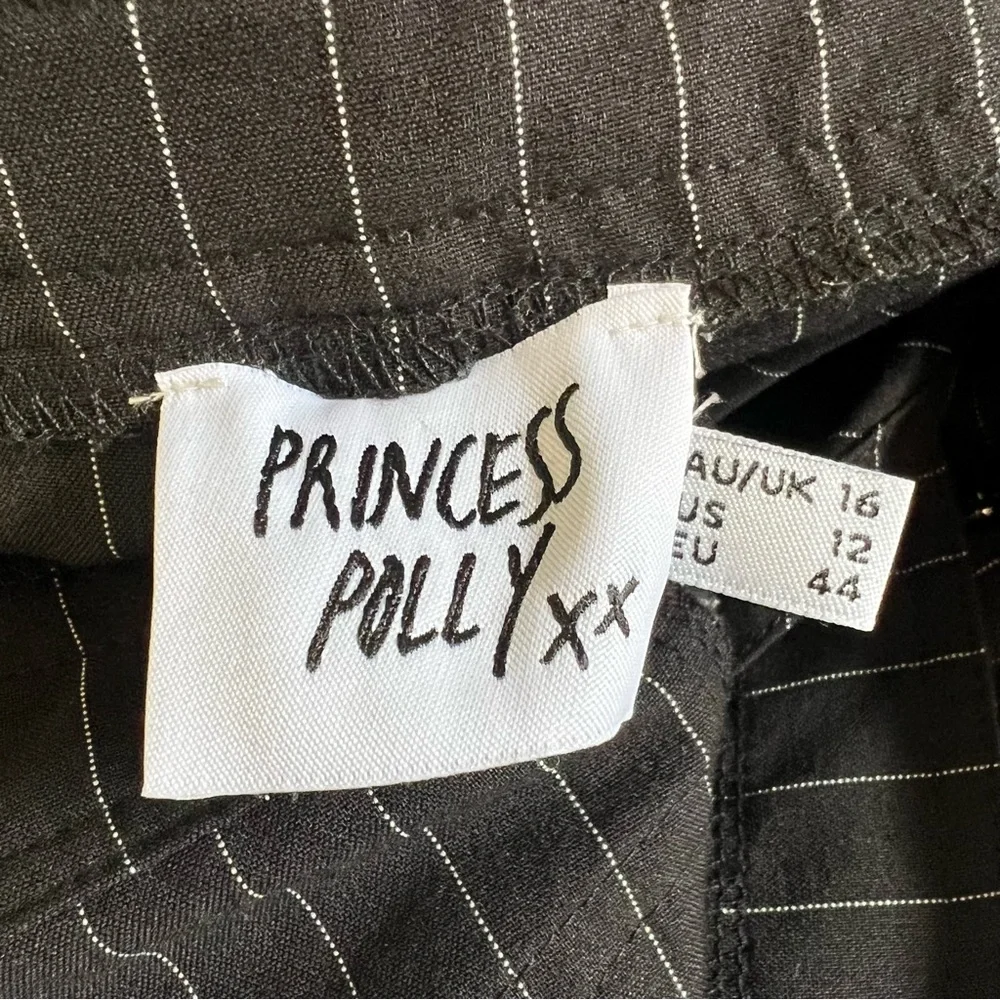 PRINCESS
POLLY xx
AU/UK 16
US 12
EU 44